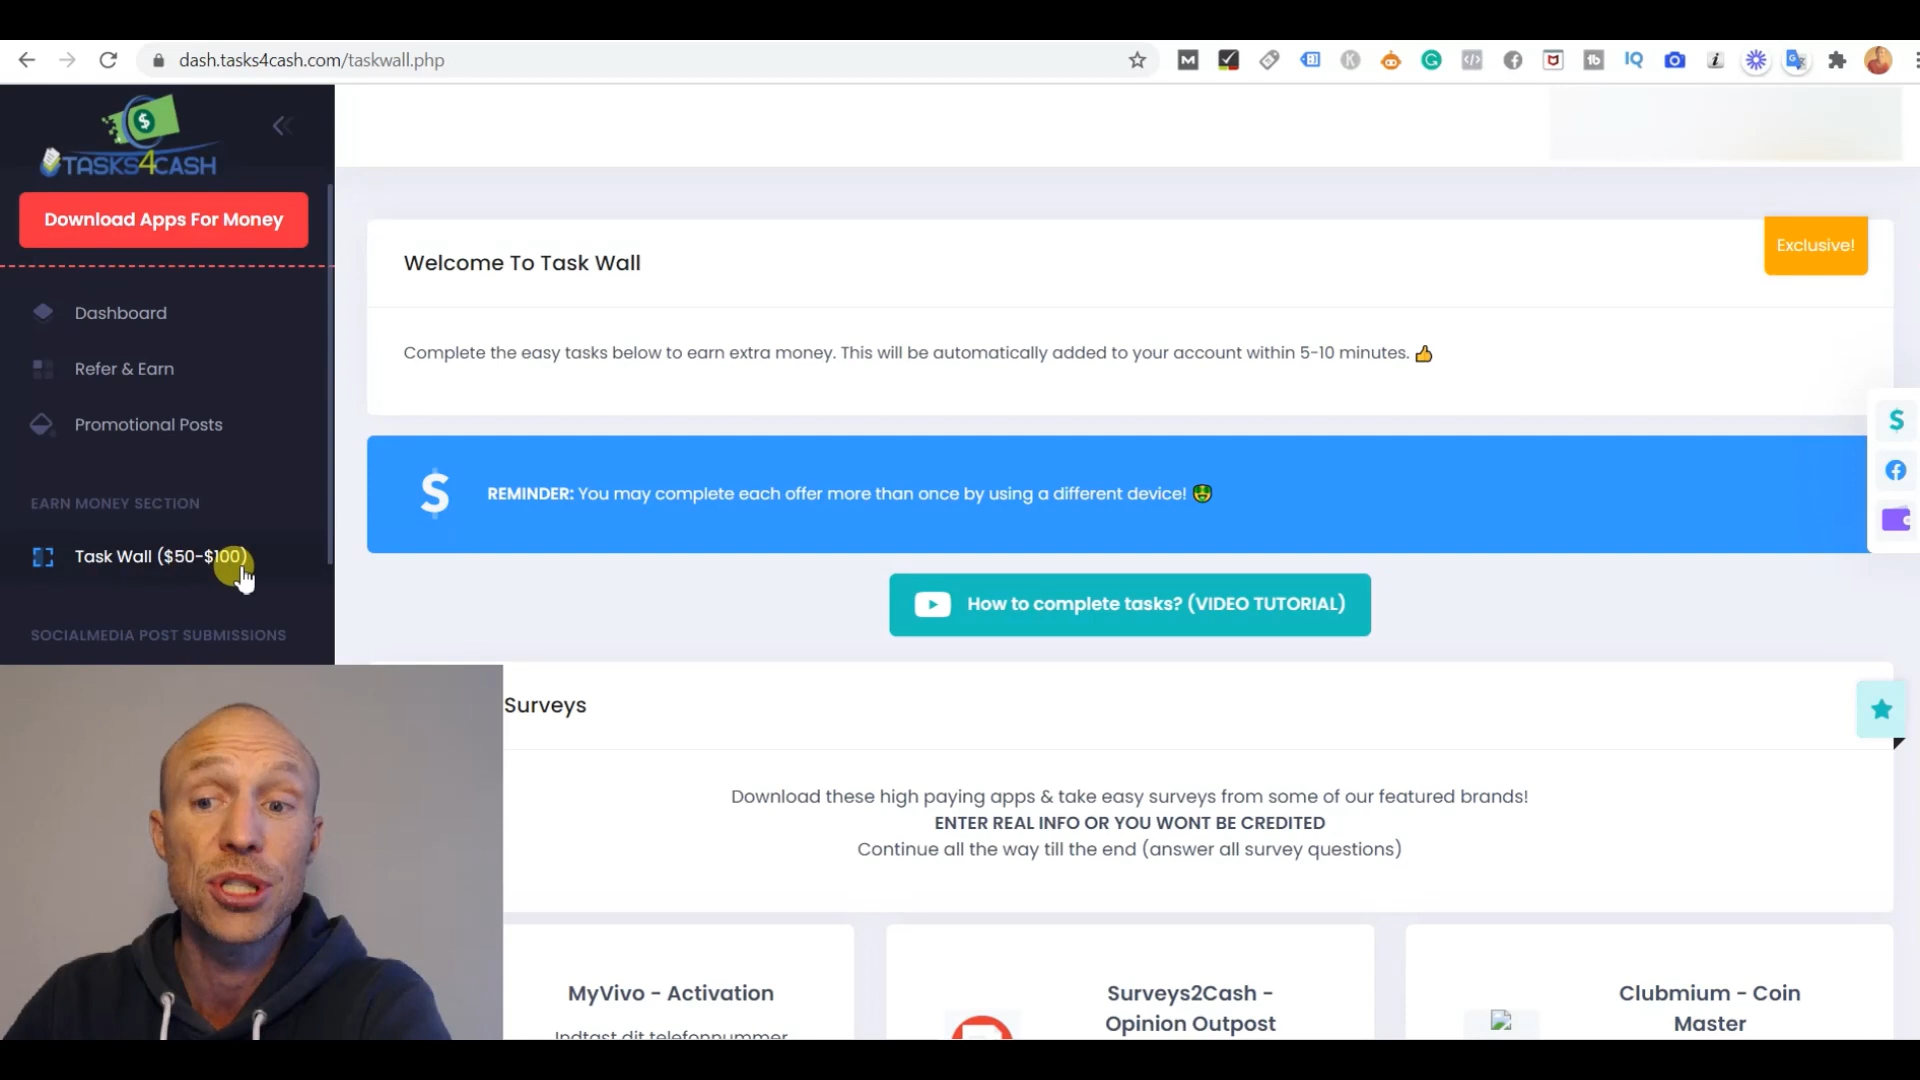 dash.tasks4cash.com/taskwall.php
TASKS4CASH
Download Apps For Money
Dashboard
Refer & Earn
Promotional Posts
EARN MONEY SECTION
Task Wall ($50-$100)
SOCIALMEDIA POST SUBMISSIONS
Welcome To Task Wall
Exclusive!
Complete the easy tasks below to earn extra money. This will be automatically added to your account within 5-10 minutes. 👍
REMINDER: You may complete each offer more than once by using a different device! 🤑
How to complete tasks? (VIDEO TUTORIAL)
Surveys
Download these high paying apps & take easy surveys from some of our featured brands!
ENTER REAL INFO OR YOU WONT BE CREDITED
Continue all the way till the end (answer all survey questions)
MyVivo - Activation
Indtast dit telefonnummer
Surveys2Cash -
Opinion Outpost
Clubmium - Coin
Master